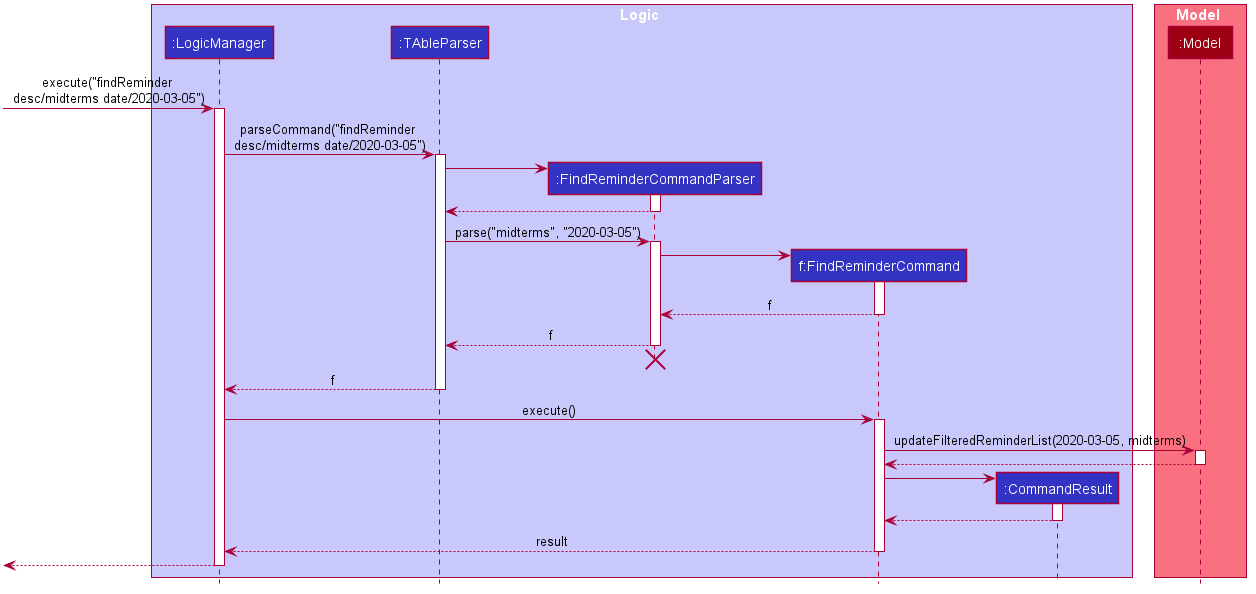 Logic
Model
:LogicManager
:TAbleParser
:Model
execute("findReminder
desc/midterms date/2020-03-05")
parseCommand("findReminder
desc/midterms date/2020-03-05")
:FindReminderCommandParser
parse("midterms", "2020-03-05")
f:FindReminderCommand
f
f
f
execute()
updateFilteredReminderList(2020-03-05, midterms)
:CommandResult
result